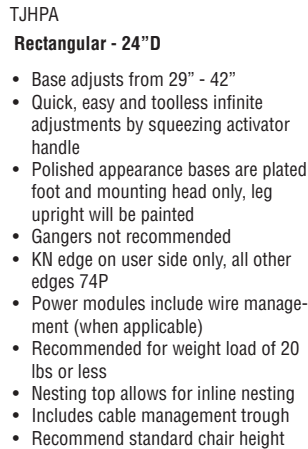 TJHPA
Rectangular - 24”D
• Base adjusts from 29” - 42”
• Quick, easy and toolless infinite
adjustments by squeezing activator
handle
• Polished appearance bases are plated
foot and mounting head only, leg
upright will be painted
• Gangers not recommended
• KN edge on user side only, all other
edges 74P
• Power modules include wire manage-
ment (when applicable)
• Recommended for weight load of 20
lbs or less
• Nesting top allows for inline nesting
• Includes cable management trough
• Recommend standard chair height